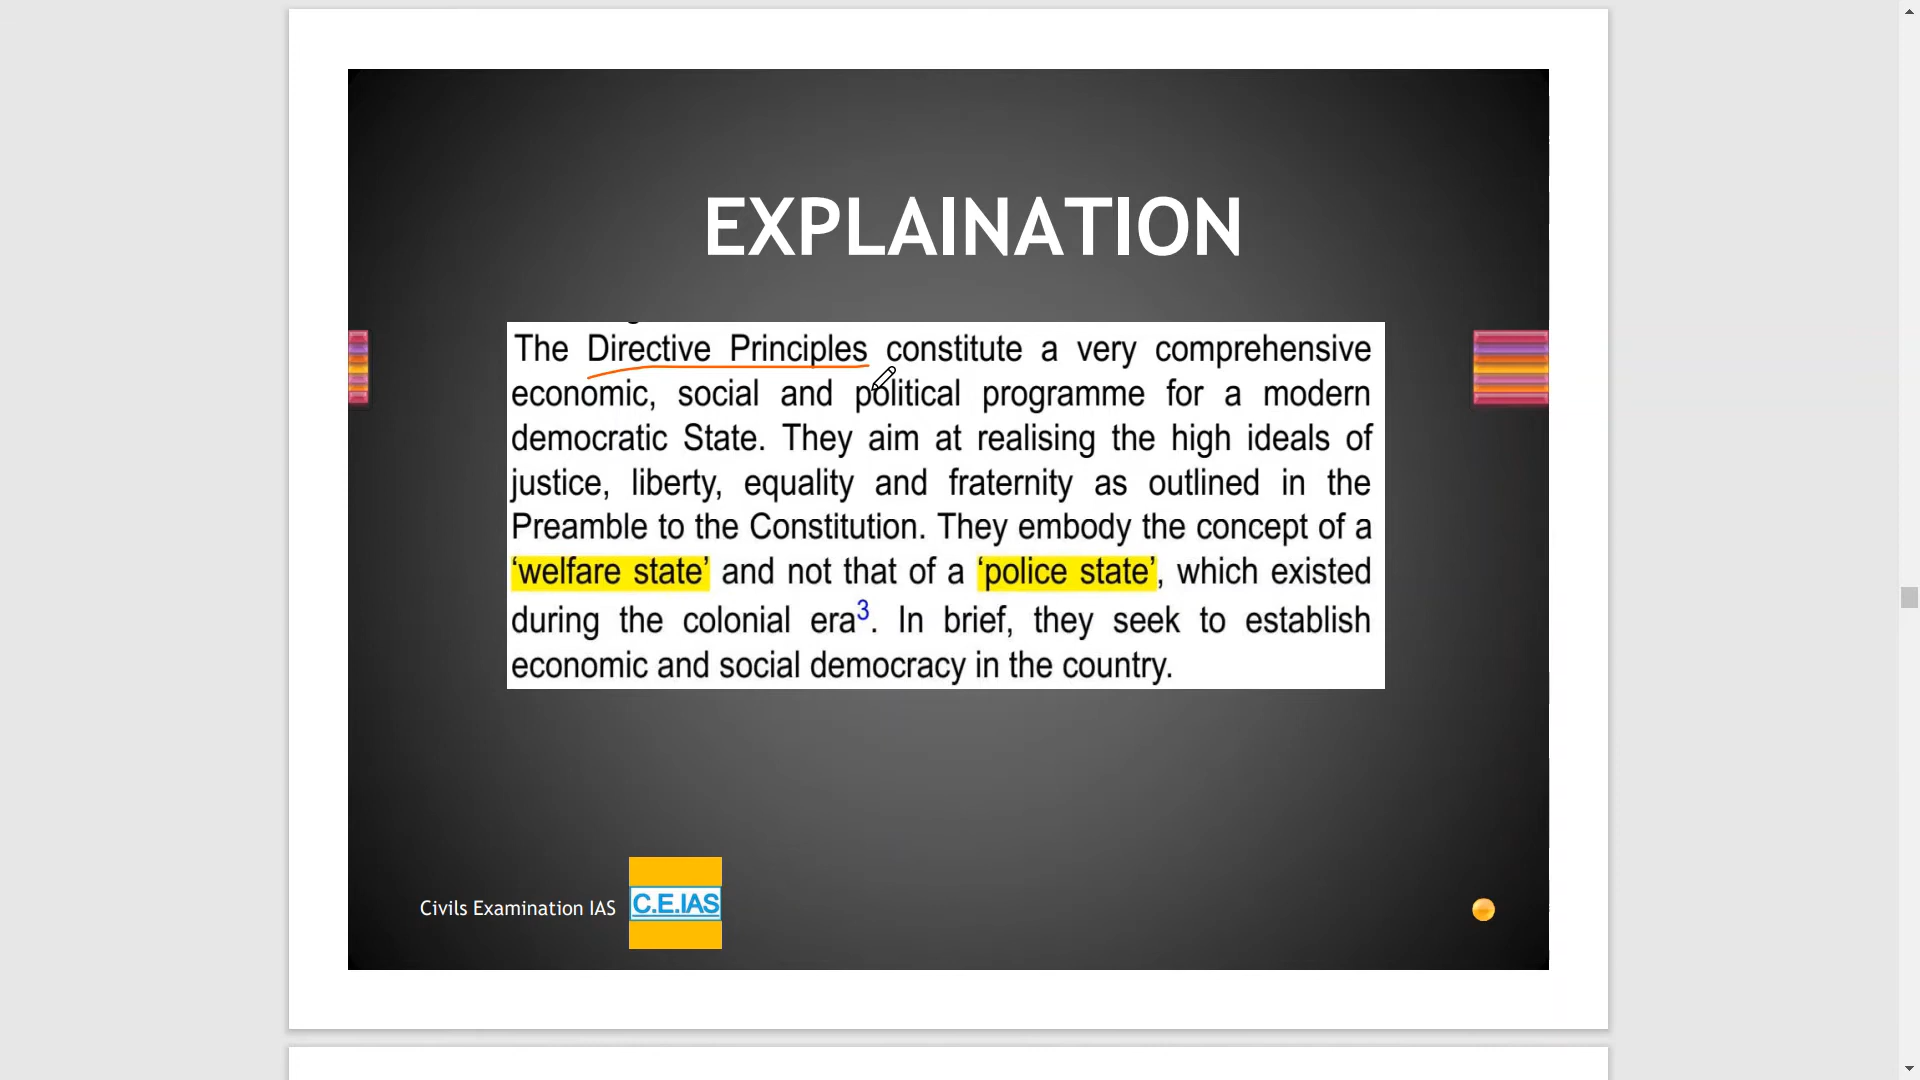 EXPLAINATION
The Directive Principles constitute a very comprehensive
economic, social and political programme for a modern
democratic State. They aim at realising the high ideals of
justice, liberty, equality and fraternity as outlined in the
Preamble to the Constitution. They embody the concept of a
‘welfare state’ and not that of a ‘police state’, which existed
during the colonial era3. In brief, they seek to establish
economic and social democracy in the country.
Civils Examination IAS
C.E.IAS